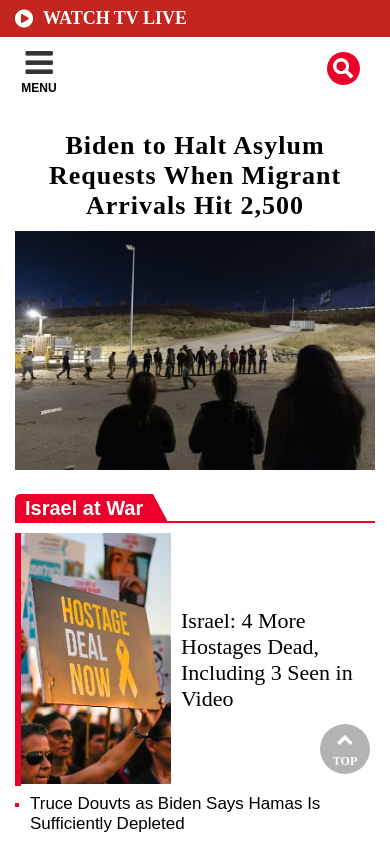 WATCH TV LIVE
MENU
Biden to Halt Asylum
Requests When Migrant
Arrivals Hit 2,500
Israel at War
HOSTAGE
DEAL
NOW
Israel: 4 More
Hostages Dead,
Including 3 Seen in
Video
TOP
Truce Douvts as Biden Says Hamas Is
Sufficiently Depleted